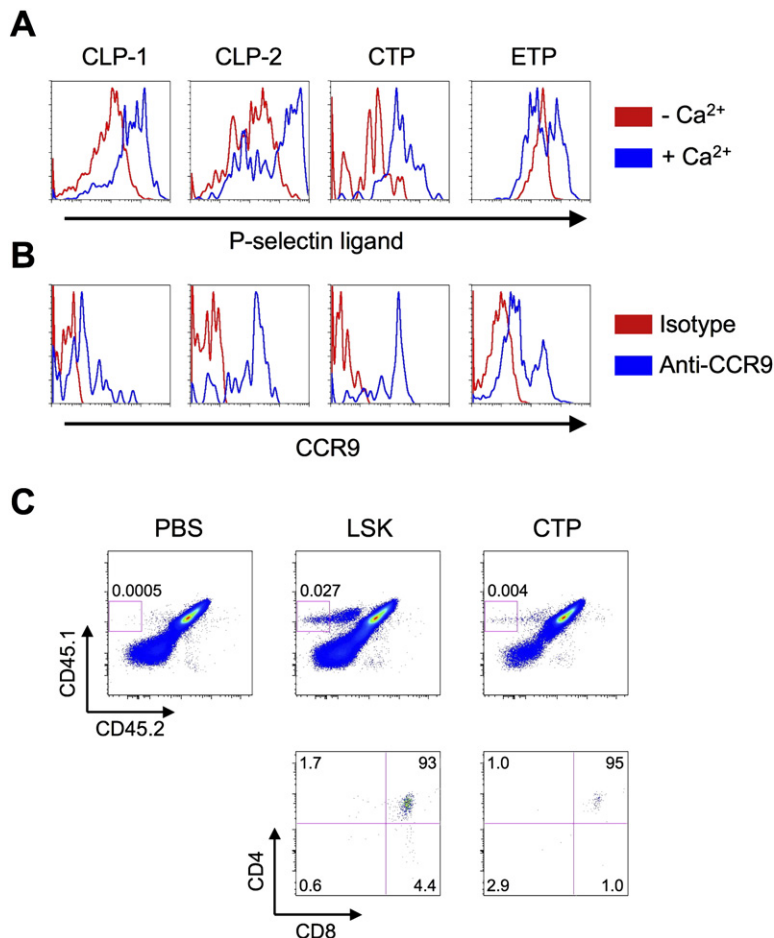 A
CLP-1 CLP-2 CTP ETP
- Ca²⁺
+ Ca²⁺
P-selectin ligand
B
Isotype
Anti-CCR9
CCR9
C
PBS LSK CTP
0.0005 0.027 0.004
CD45.1
CD45.2
1.7 93 1.0 95
CD4
0.6 4.4 2.9 1.0
CD8